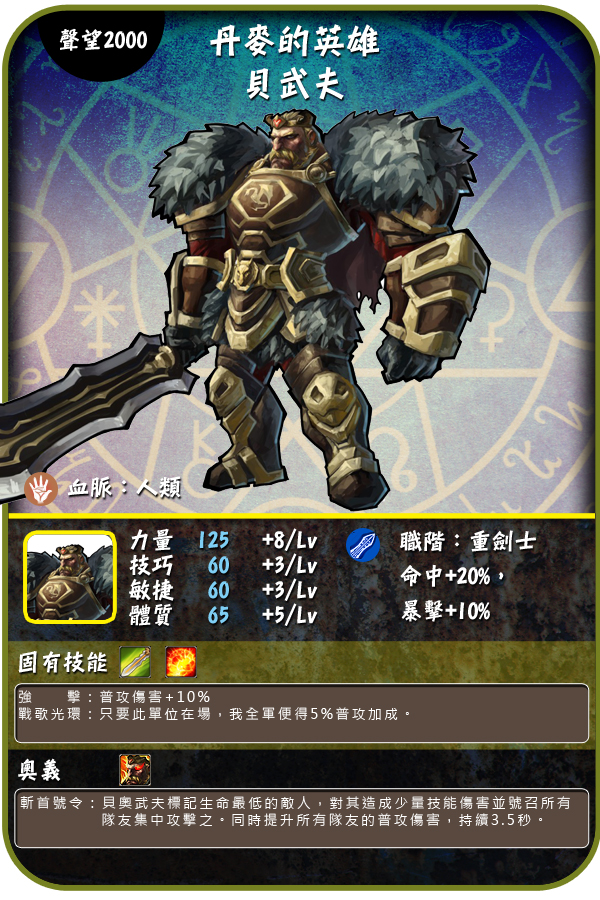 聲望2000
丹麥的英雄
貝武夫
血脈：人類
力量 125 +8/Lv
技巧 60 +3/Lv
敏捷 60 +3/Lv
體質 65 +5/Lv
職階：重劍士
命中+20%，
暴擊+10%
固有技能
強　　擊：普攻傷害+10%
戰歌光環：只要此單位在場，我全軍便得5%普攻加成。
奧義
斬首號令：貝奧武夫標記生命最低的敵人，對其造成少量技能傷害並號召所有
隊友集中攻擊之。同時提升所有隊友的普攻傷害，持續3.5秒。